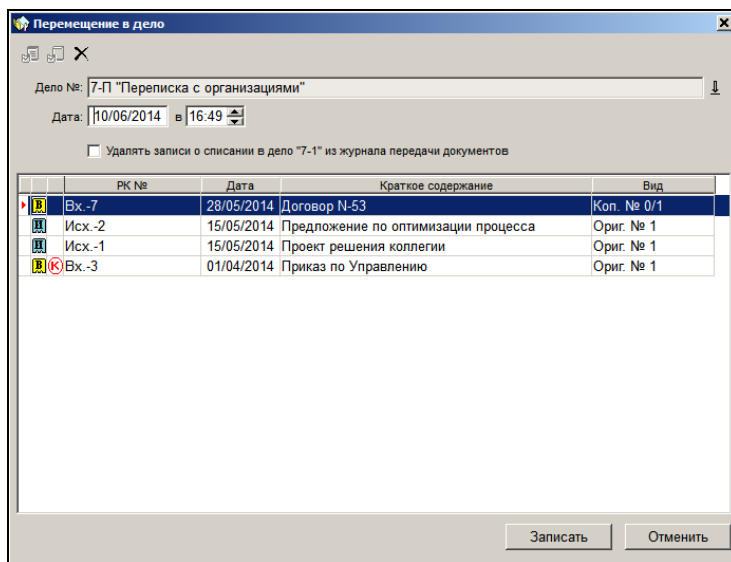 Перемещение в дело
Дело №: 7-П "Переписка с организациями"
Дата: 10/06/2014 в 16:49
Удалять записи о списании в дело "7-1" из журнала передачи документов
РК № Дата Краткое содержание Вид
В Вх.-7 28/05/2014 Договор N-53 Коп. № 0/1
И Исх.-2 15/05/2014 Предложение по оптимизации процесса Ориг. № 1
И Исх.-1 15/05/2014 Проект решения коллегии Ориг. № 1
В К Вх.-3 01/04/2014 Приказ по Управлению Ориг. № 1
Записать Отменить